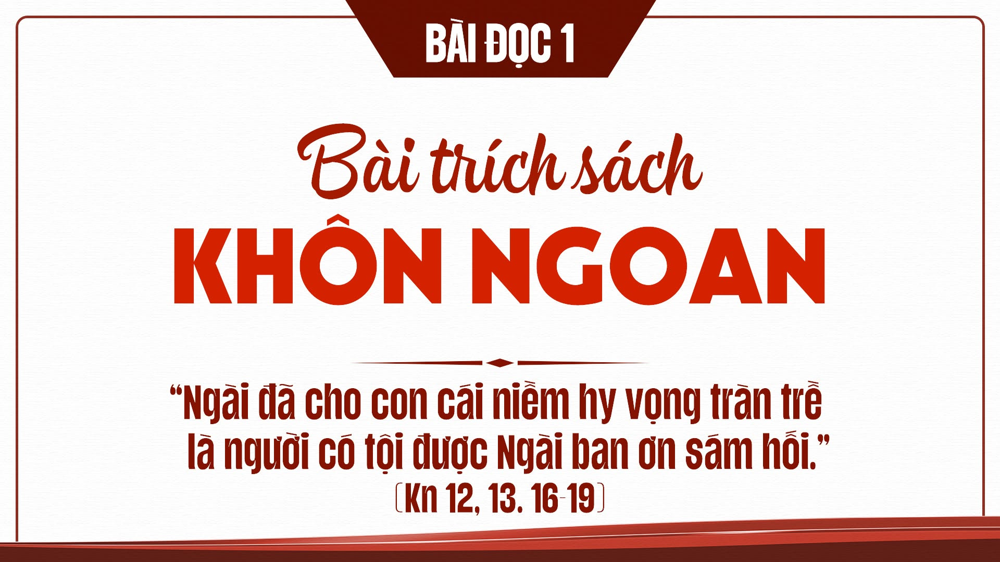 BÀI ĐỌC 1
Bài trích sách
KHÔN NGOAN
“Ngài đã cho con cái niềm hy vọng tràn trề
là người có tội được Ngài ban ơn sám hối.”
(Kn 12, 13. 16-19)